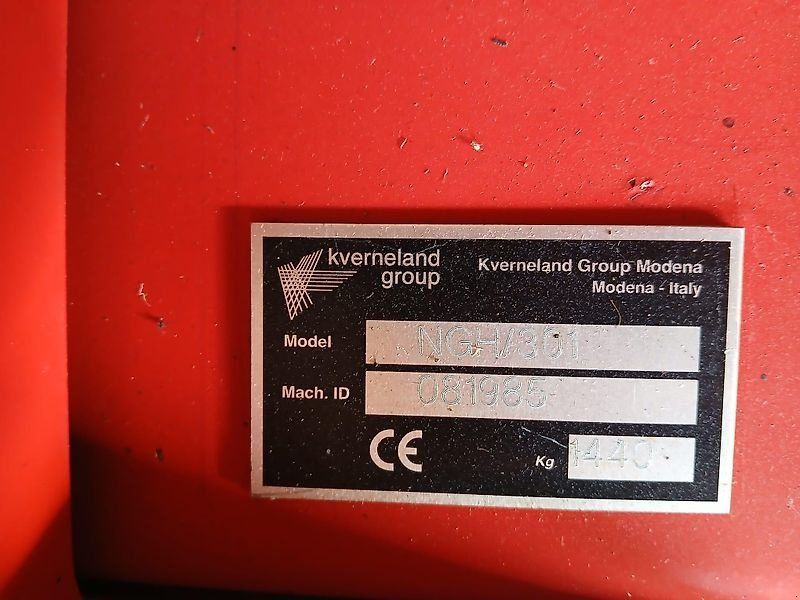 kverneland
group
Kverneland Group Modena
Modena - Italy
Model NGH/301
Mach. ID 081985
CE Kg 1440